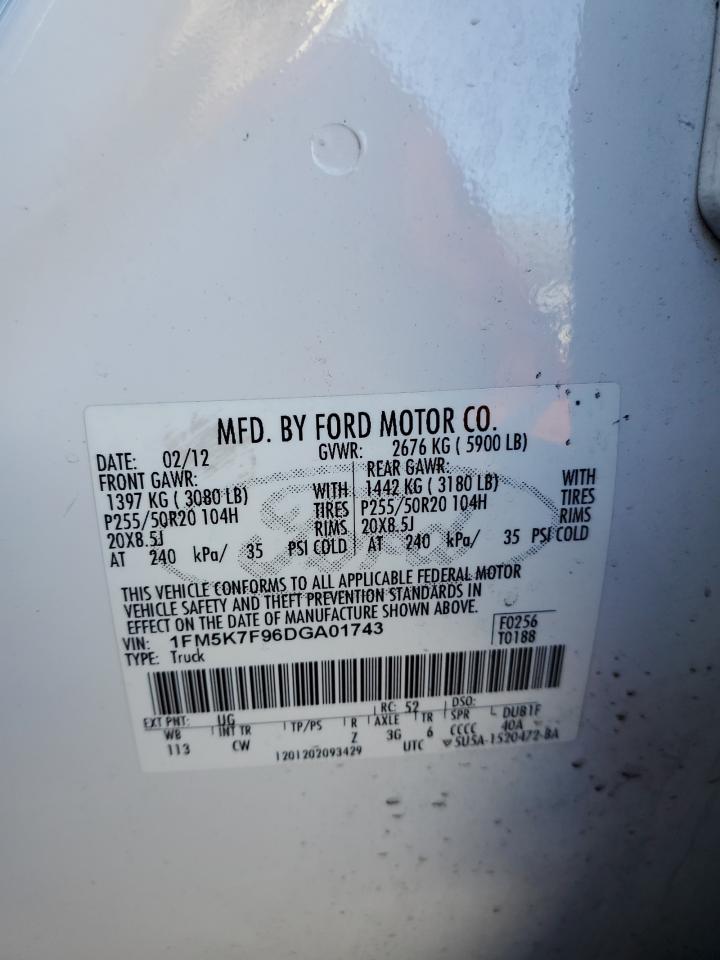 MFD. BY FORD MOTOR CO.
DATE: 02/12 GVWR: 2676 KG ( 5900 LB)
FRONT GAWR: REAR GAWR:
1397 KG ( 3080 LB) WITH 1442 KG ( 3180 LB) WITH
P255/50R20 104H TIRES P255/50R20 104H TIRES
20X8.5J RIMS 20X8.5J RIMS
AT 240 kPa/ 35 PSI COLD AT 240 kPa/ 35 PSI COLD
Ford
THIS VEHICLE CONFORMS TO ALL APPLICABLE FEDERAL MOTOR
VEHICLE SAFETY AND THEFT PREVENTION STANDARDS IN
EFFECT ON THE DATE OF MANUFACTURE SHOWN ABOVE.
VIN: 1FM5K7F96DGA01743 F0256
TYPE: Truck T0188
EXT PNT: UG RC: 52 DSO:
WB INT TR TP/PS R AXLE TR SPR DUB1F
113 CW Z 3G 6 CCCC 40A
1201202093429 UTC